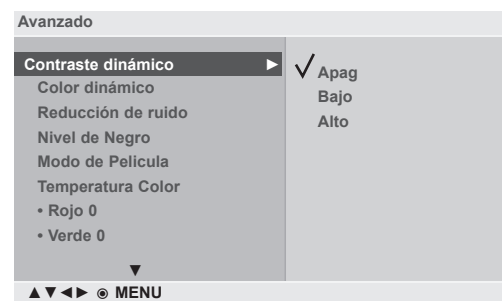 Avanzado
Contraste dinámico ►
Color dinámico
Reducción de ruido
Nivel de Negro
Modo de Pelicula
Temperatura Color
• Rojo 0
• Verde 0
▼
✓ Apag
Bajo
Alto
▲▼◄► ◉ MENU